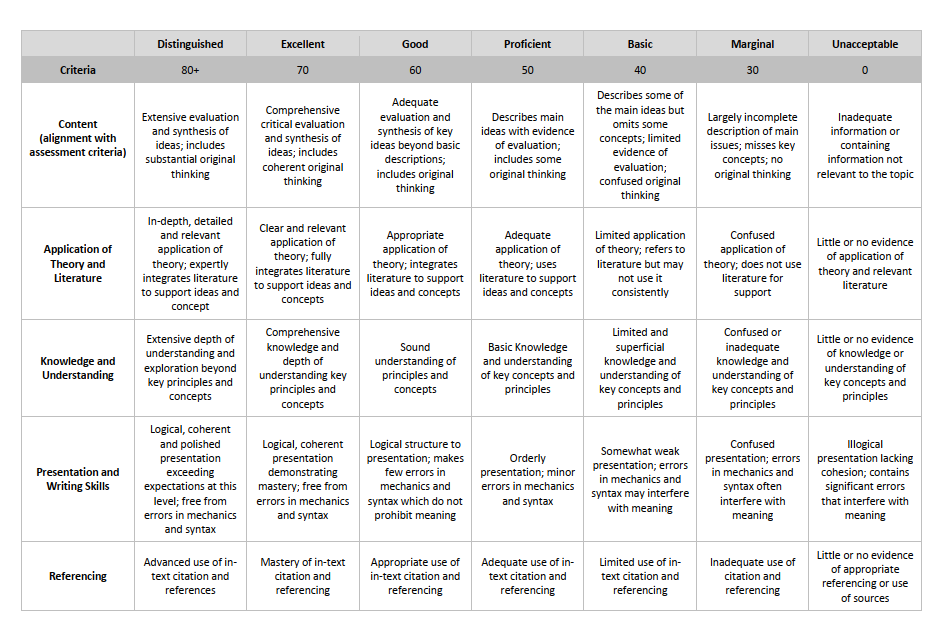 Distinguished Excellent Good Proficient Basic Marginal Unacceptable
Criteria 80+ 70 60 50 40 30 0
Content
(alignment with
assessment criteria)
Extensive evaluation
and synthesis of
ideas; includes
substantial original
thinking
Comprehensive
critical evaluation
and synthesis of
ideas; includes
coherent original
thinking
Adequate
evaluation and
synthesis of key
ideas beyond basic
descriptions;
includes original
thinking
Describes main
ideas with evidence
of evaluation;
includes some
original thinking
Describes some of
the main ideas but
omits some
concepts; limited
evidence of
evaluation;
confused original
thinking
Largely incomplete
description of main
issues; misses key
concepts; no
original thinking
Inadequate
information or
containing
information not
relevant to the topic
Application of
Theory and
Literature
In-depth, detailed
and relevant
application of
theory; expertly
integrates literature
to support ideas and
concept
Clear and relevant
application of
theory; fully
integrates literature
to support ideas and
concepts
Appropriate
application of
theory; integrates
literature to support
ideas and concepts
Adequate
application of
theory; uses
literature to support
ideas and concepts
Limited application
of theory; refers to
literature but may
not use it
consistently
Confused
application of
theory; does not use
literature for
support
Little or no evidence
of application of
theory and relevant
literature
Knowledge and
Understanding
Extensive depth of
understanding and
exploration beyond
key principles and
concepts
Comprehensive
knowledge and
depth of
understanding key
principles and
concepts
Sound
understanding of
principles and
concepts
Basic Knowledge
and understanding
of key concepts and
principles
Limited and
superficial
knowledge and
understanding of
key concepts and
principles
Confused or
inadequate
knowledge and
understanding of
key concepts and
principles
Little or no evidence
of knowledge or
understanding of
key concepts and
principles
Presentation and
Writing Skills
Logical, coherent
and polished
presentation
exceeding
expectations at this
level; free from
errors in mechanics
and syntax
Logical, coherent
presentation
demonstrating
mastery; free from
errors in mechanics
and syntax
Logical structure to
presentation; makes
few errors in
mechanics and
syntax which do not
prohibit meaning
Orderly
presentation; minor
errors in mechanics
and syntax
Somewhat weak
presentation; errors
in mechanics and
syntax may interfere
with meaning
Confused
presentation; errors
in mechanics and
syntax often
interfere with
meaning
Illogical
presentation lacking
cohesion; contains
significant errors
that interfere with
meaning
Referencing
Advanced use of in-
text citation and
references
Mastery of in-text
citation and
referencing
Appropriate use of
in-text citation and
referencing
Adequate use of in-
text citation and
referencing
Limited use of in-
text citation and
referencing
Inadequate use of
citation and
referencing
Little or no evidence
of appropriate
referencing or use
of sources